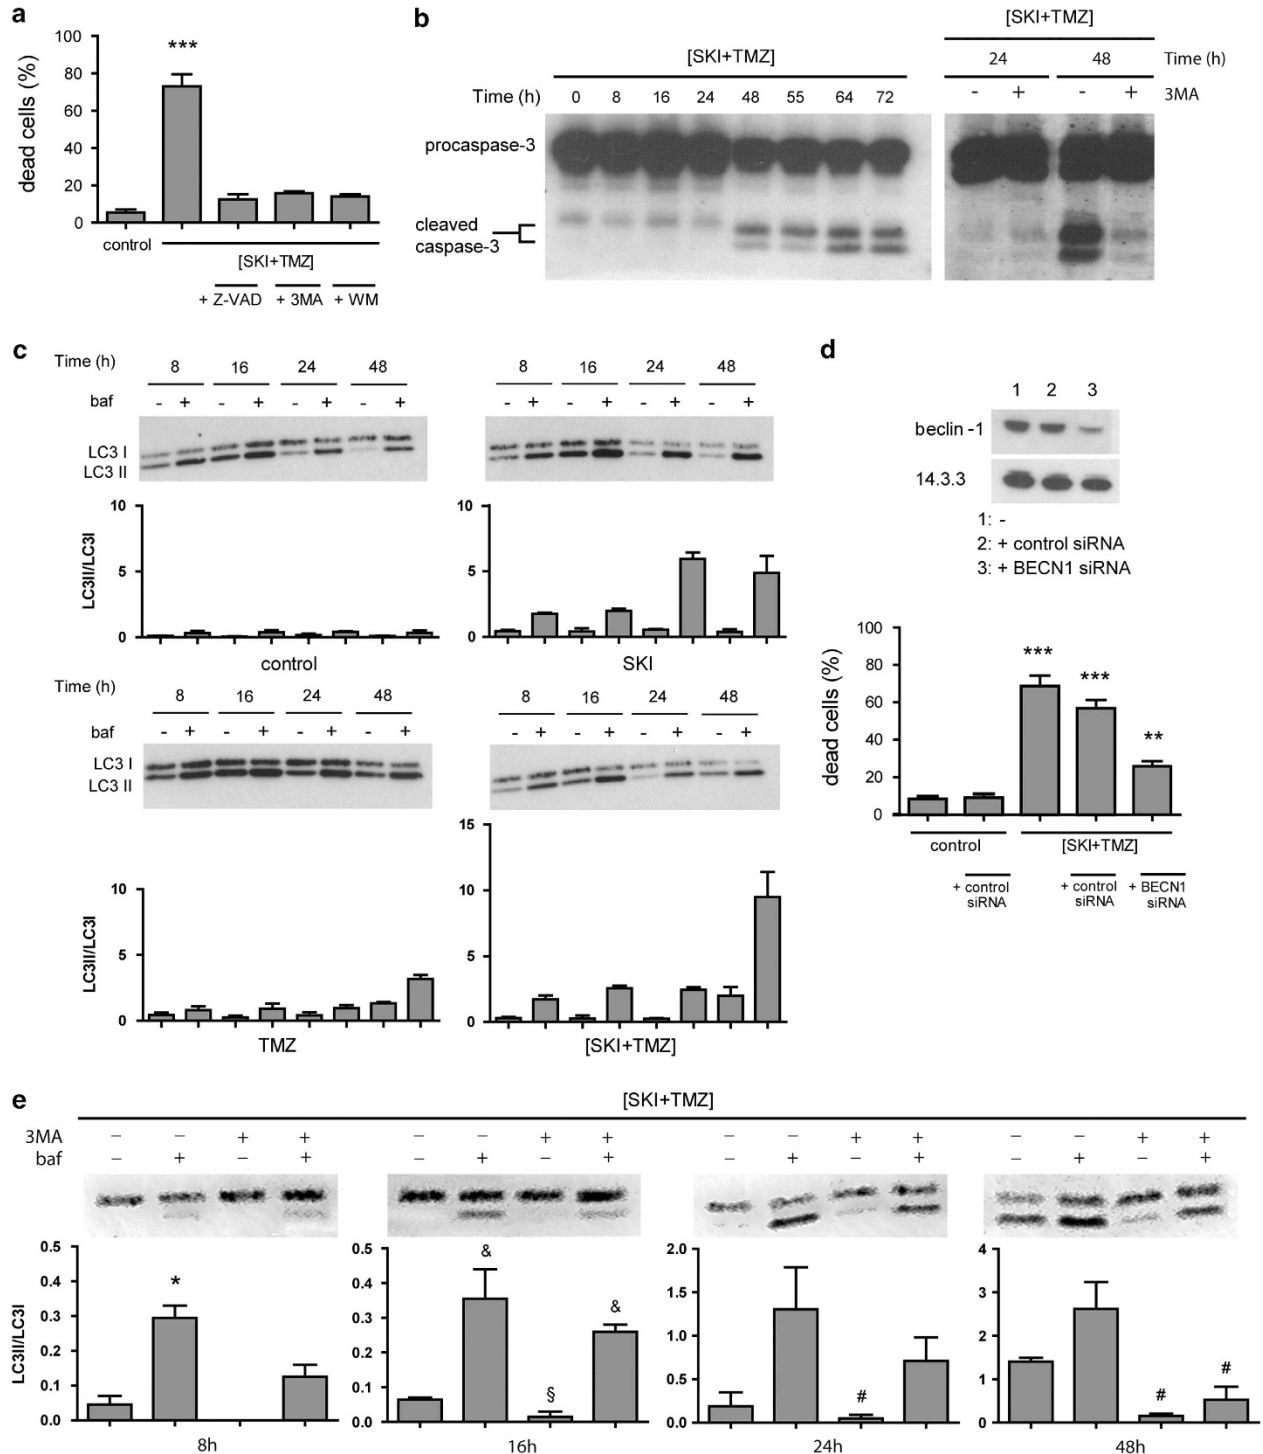 a
dead cells (%)
100
80
60
40
20
0
***
control
[SKI+TMZ]
+ Z-VAD + 3MA + WM
b
[SKI+TMZ]
Time (h) 0 8 16 24 48 55 64 72
procaspase-3
cleaved
caspase-3
[SKI+TMZ]
24 48 Time (h)
- + - + 3MA
c
Time (h) 8 16 24 48
baf - + - + - + - +
LC3 I
LC3 II
LC3II/LC3I
10
5
0
control
8 16 24 48
- + - + - + - +
10
5
0
SKI
Time (h) 8 16 24 48
baf - + - + - + - +
LC3 I
LC3 II
LC3II/LC3I
10
5
0
TMZ
8 16 24 48
- + - + - + - +
15
10
5
0
[SKI+TMZ]
d
1 2 3
beclin -1
14.3.3
1: -
2: + control siRNA
3: + BECN1 siRNA
dead cells (%)
100
80
60
40
20
0
*** *** **
control [SKI+TMZ]
+ control + control + BECN1
siRNA siRNA siRNA
e
[SKI+TMZ]
3MA – – + + – – + + – – + + – – + +
baf – + – + – + – + – + – + – + – +
LC3II/LC3I
0.5
0.4
0.3
0.2
0.1
0.0
*
8h
0.5
0.4
0.3
0.2
0.1
0.0
& § &
16h
2.0
1.5
1.0
0.5
0.0
#
24h
4
3
2
1
0
# #
48h